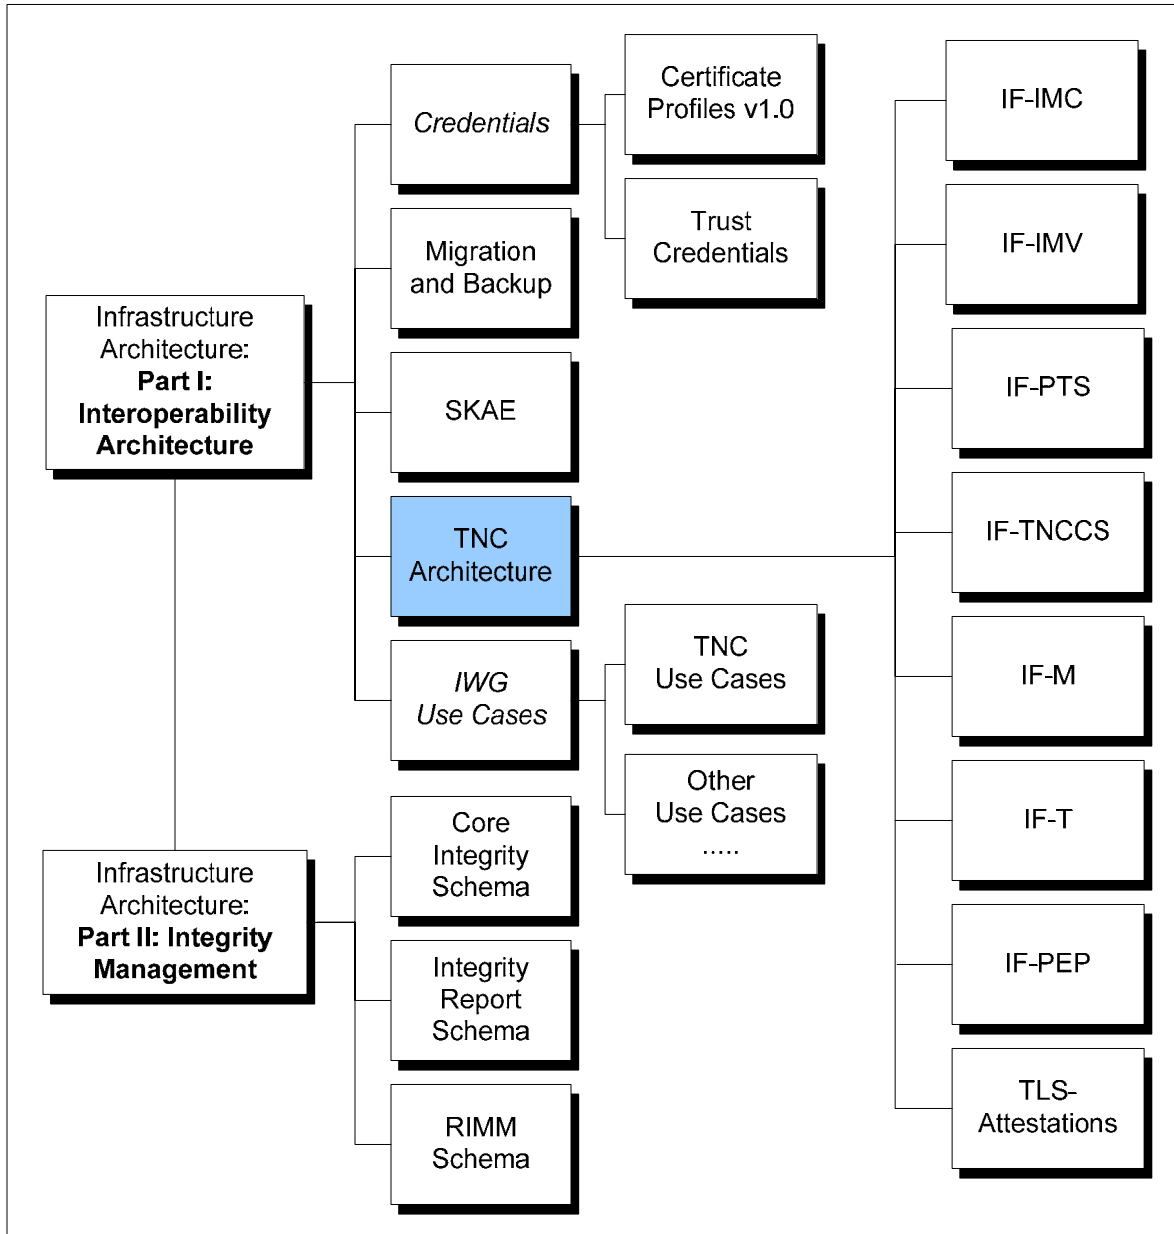 Infrastructure
Architecture:
Part I:
Interoperability
Architecture
Credentials
Certificate
Profiles v1.0
Trust
Credentials
Migration
and Backup
SKAE
TNC
Architecture
IF-IMC
IF-IMV
IF-PTS
IF-TNCCS
IF-M
IF-T
IF-PEP
TLS-
Attestations
IWG
Use Cases
TNC
Use Cases
Other
Use Cases
.....
Infrastructure
Architecture:
Part II: Integrity
Management
Core
Integrity
Schema
Integrity
Report
Schema
RIMM
Schema